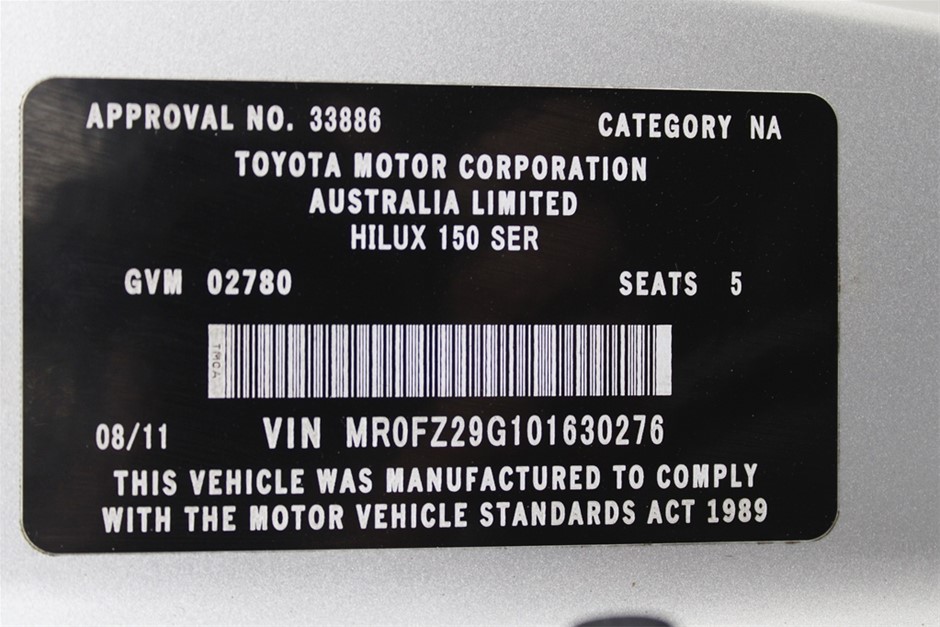 APPROVAL NO. 33886 CATEGORY NA
TOYOTA MOTOR CORPORATION
AUSTRALIA LIMITED
HILUX 150 SER
GVM 02780 SEATS 5
TMCA
08/11 VIN MR0FZ29G101630276
THIS VEHICLE WAS MANUFACTURED TO COMPLY
WITH THE MOTOR VEHICLE STANDARDS ACT 1989